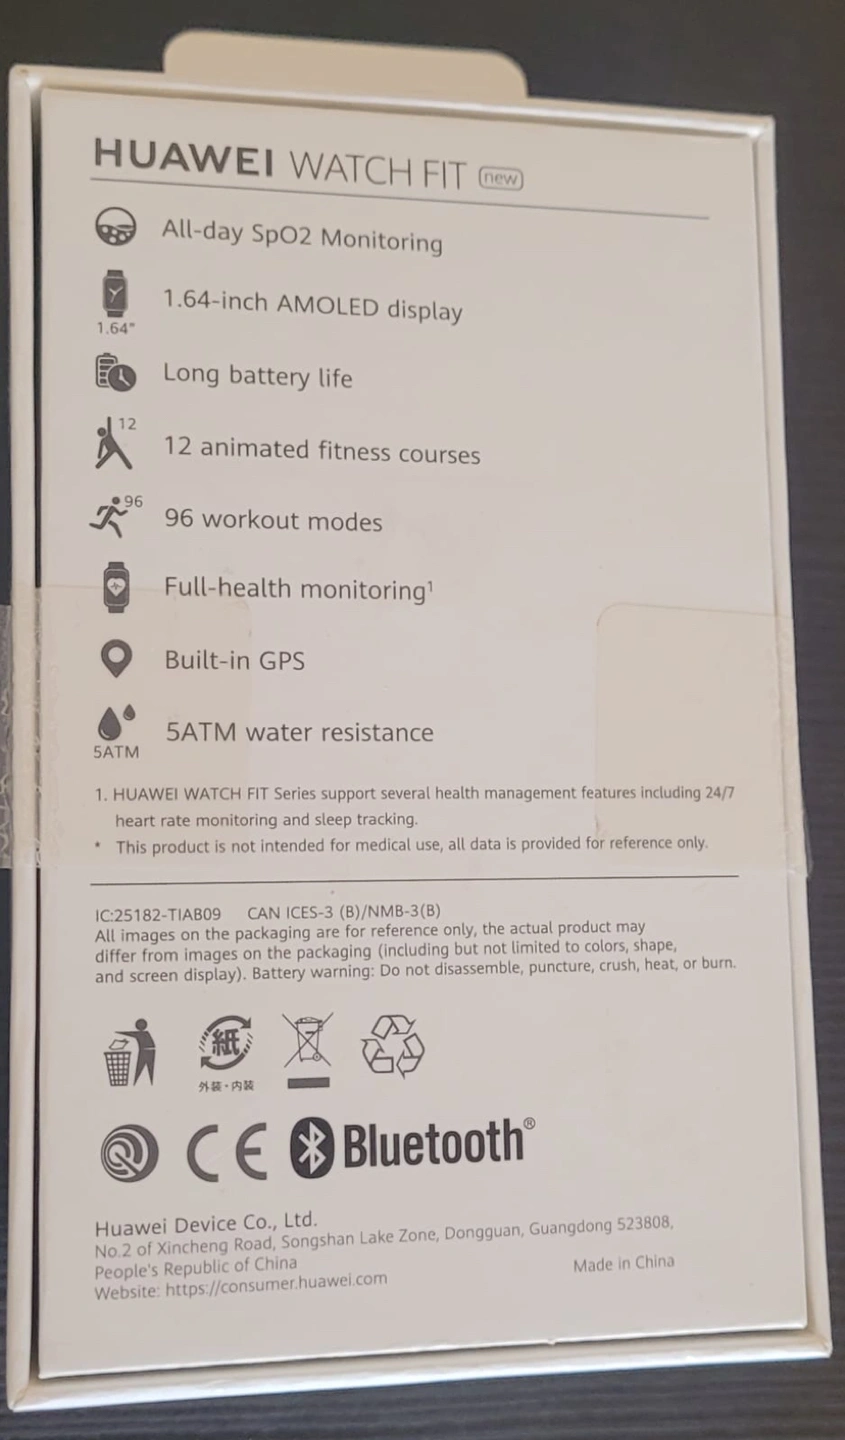 HUAWEI WATCH FIT new
All-day SpO2 Monitoring
1.64-inch AMOLED display
1.64"
Long battery life
12
12 animated fitness courses
96
96 workout modes
Full-health monitoring¹
Built-in GPS
5ATM water resistance
5ATM
1. HUAWEI WATCH FIT Series support several health management features including 24/7
heart rate monitoring and sleep tracking.
* This product is not intended for medical use, all data is provided for reference only.
IC:25182-TIAB09 CAN ICES-3 (B)/NMB-3(B)
All images on the packaging are for reference only, the actual product may
differ from images on the packaging (including but not limited to colors, shape,
and screen display). Battery warning: Do not disassemble, puncture, crush, heat, or burn.
紙
外装・内装
CE Bluetooth®
Huawei Device Co., Ltd.
No.2 of Xincheng Road, Songshan Lake Zone, Dongguan, Guangdong 523808,
People's Republic of China
Made in China
Website: https://consumer.huawei.com